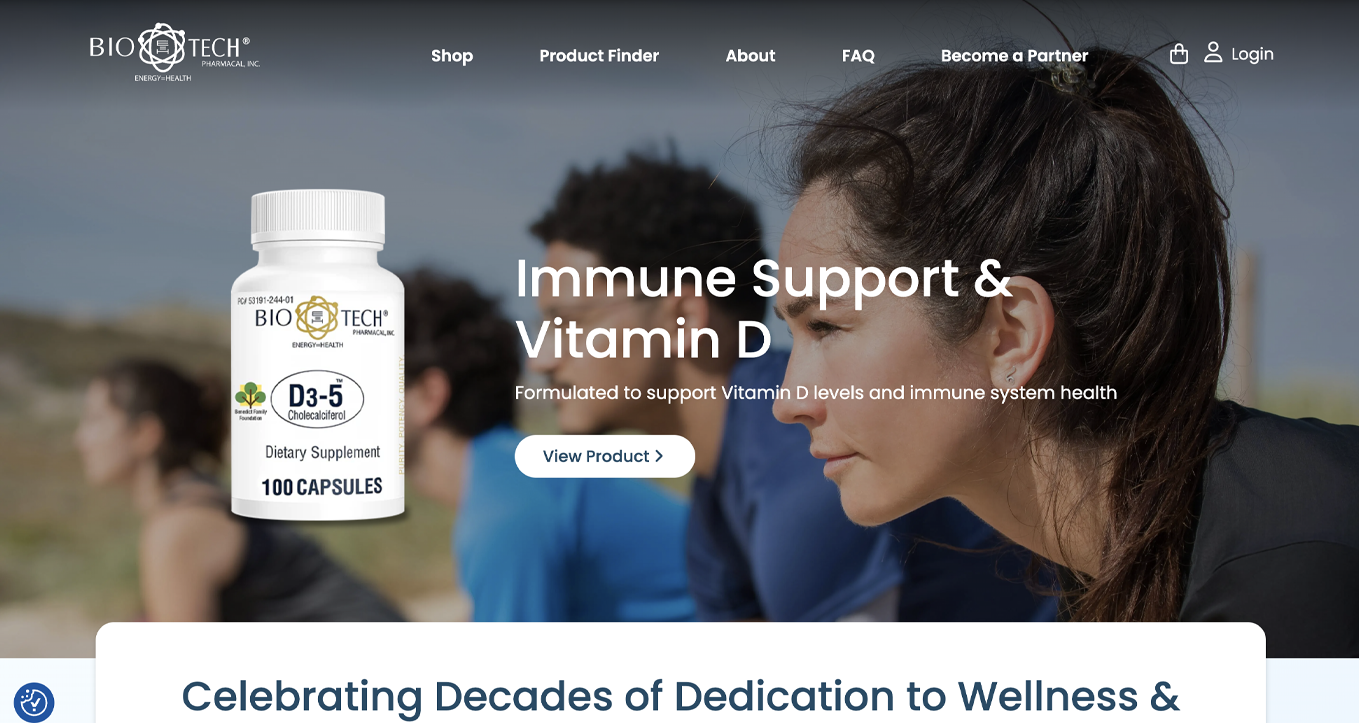 BIO TECH®
PHARMACAL, INC.
ENERGY=HEALTH
Shop
Product Finder
About
FAQ
Become a Partner
Login
PC# 53191-244-01
BIO TECH®
PHARMACAL, INC.
ENERGY=HEALTH
D3-5™
Cholecalciferol
Benedict Family
Foundation
Dietary Supplement
100 CAPSULES
PURITY, POTENCY, QUALITY
Immune Support &
Vitamin D
Formulated to support Vitamin D levels and immune system health
View Product
Celebrating Decades of Dedication to Wellness &